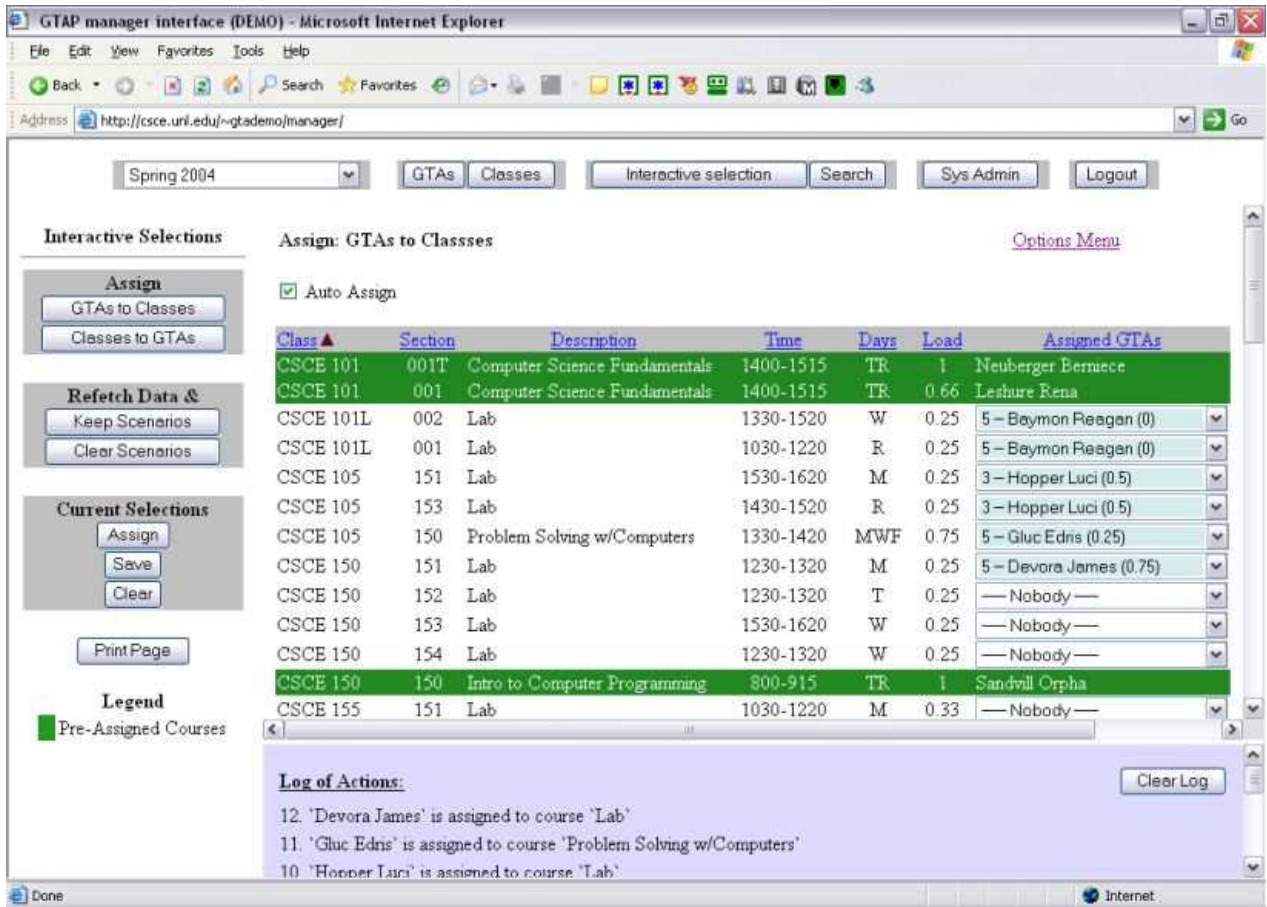 GTAP manager interface (DEMO) - Microsoft Internet Explorer
File Edit View Favorites Tools Help
Back Search Favorites
Address http://csce.unl.edu/~gtademo/manager/ Go
Spring 2004 GTAs Classes Interactive selection Search Sys Admin Logout
Interactive Selections
Assign
GTAs to Classes
Classes to GTAs
Refetch Data &
Keep Scenarios
Clear Scenarios
Current Selections
Assign
Save
Clear
Print Page
Legend
Pre-Assigned Courses
Assign: GTAs to Classses Options Menu
Auto Assign
Class Section Description Time Days Load Assigned GTAs
CSCE 101 001T Computer Science Fundamentals 1400-1515 TR 1 Neuberger Berniece
CSCE 101 001 Computer Science Fundamentals 1400-1515 TR 0.66 Leshure Rena
CSCE 101L 002 Lab 1330-1520 W 0.25 5 – Baymon Reagan (0)
CSCE 101L 001 Lab 1030-1220 R 0.25 5 – Baymon Reagan (0)
CSCE 105 151 Lab 1530-1620 M 0.25 3 – Hopper Luci (0.5)
CSCE 105 153 Lab 1430-1520 R 0.25 3 – Hopper Luci (0.5)
CSCE 105 150 Problem Solving w/Computers 1330-1420 MWF 0.75 5 – Gluc Edris (0.25)
CSCE 150 151 Lab 1230-1320 M 0.25 5 – Devora James (0.75)
CSCE 150 152 Lab 1230-1320 T 0.25 –– Nobody ––
CSCE 150 153 Lab 1530-1620 W 0.25 –– Nobody ––
CSCE 150 154 Lab 1230-1320 W 0.25 –– Nobody ––
CSCE 150 150 Intro to Computer Programming 800-915 TR 1 Sandvill Orpha
CSCE 155 151 Lab 1030-1220 M 0.33 –– Nobody ––
Log of Actions: Clear Log
12. `Devora James` is assigned to course `Lab`
11. `Gluc Edris` is assigned to course `Problem Solving w/Computers`
10. `Hopper Luci` is assigned to course `Lab`
Done Internet